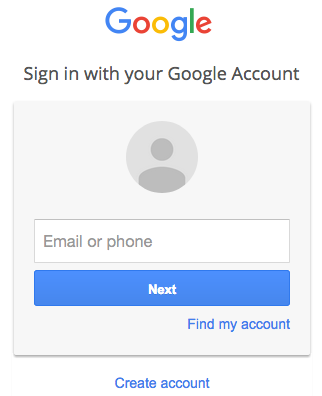 Google
Sign in with your Google Account
Email or phone
Next
Find my account
Create account